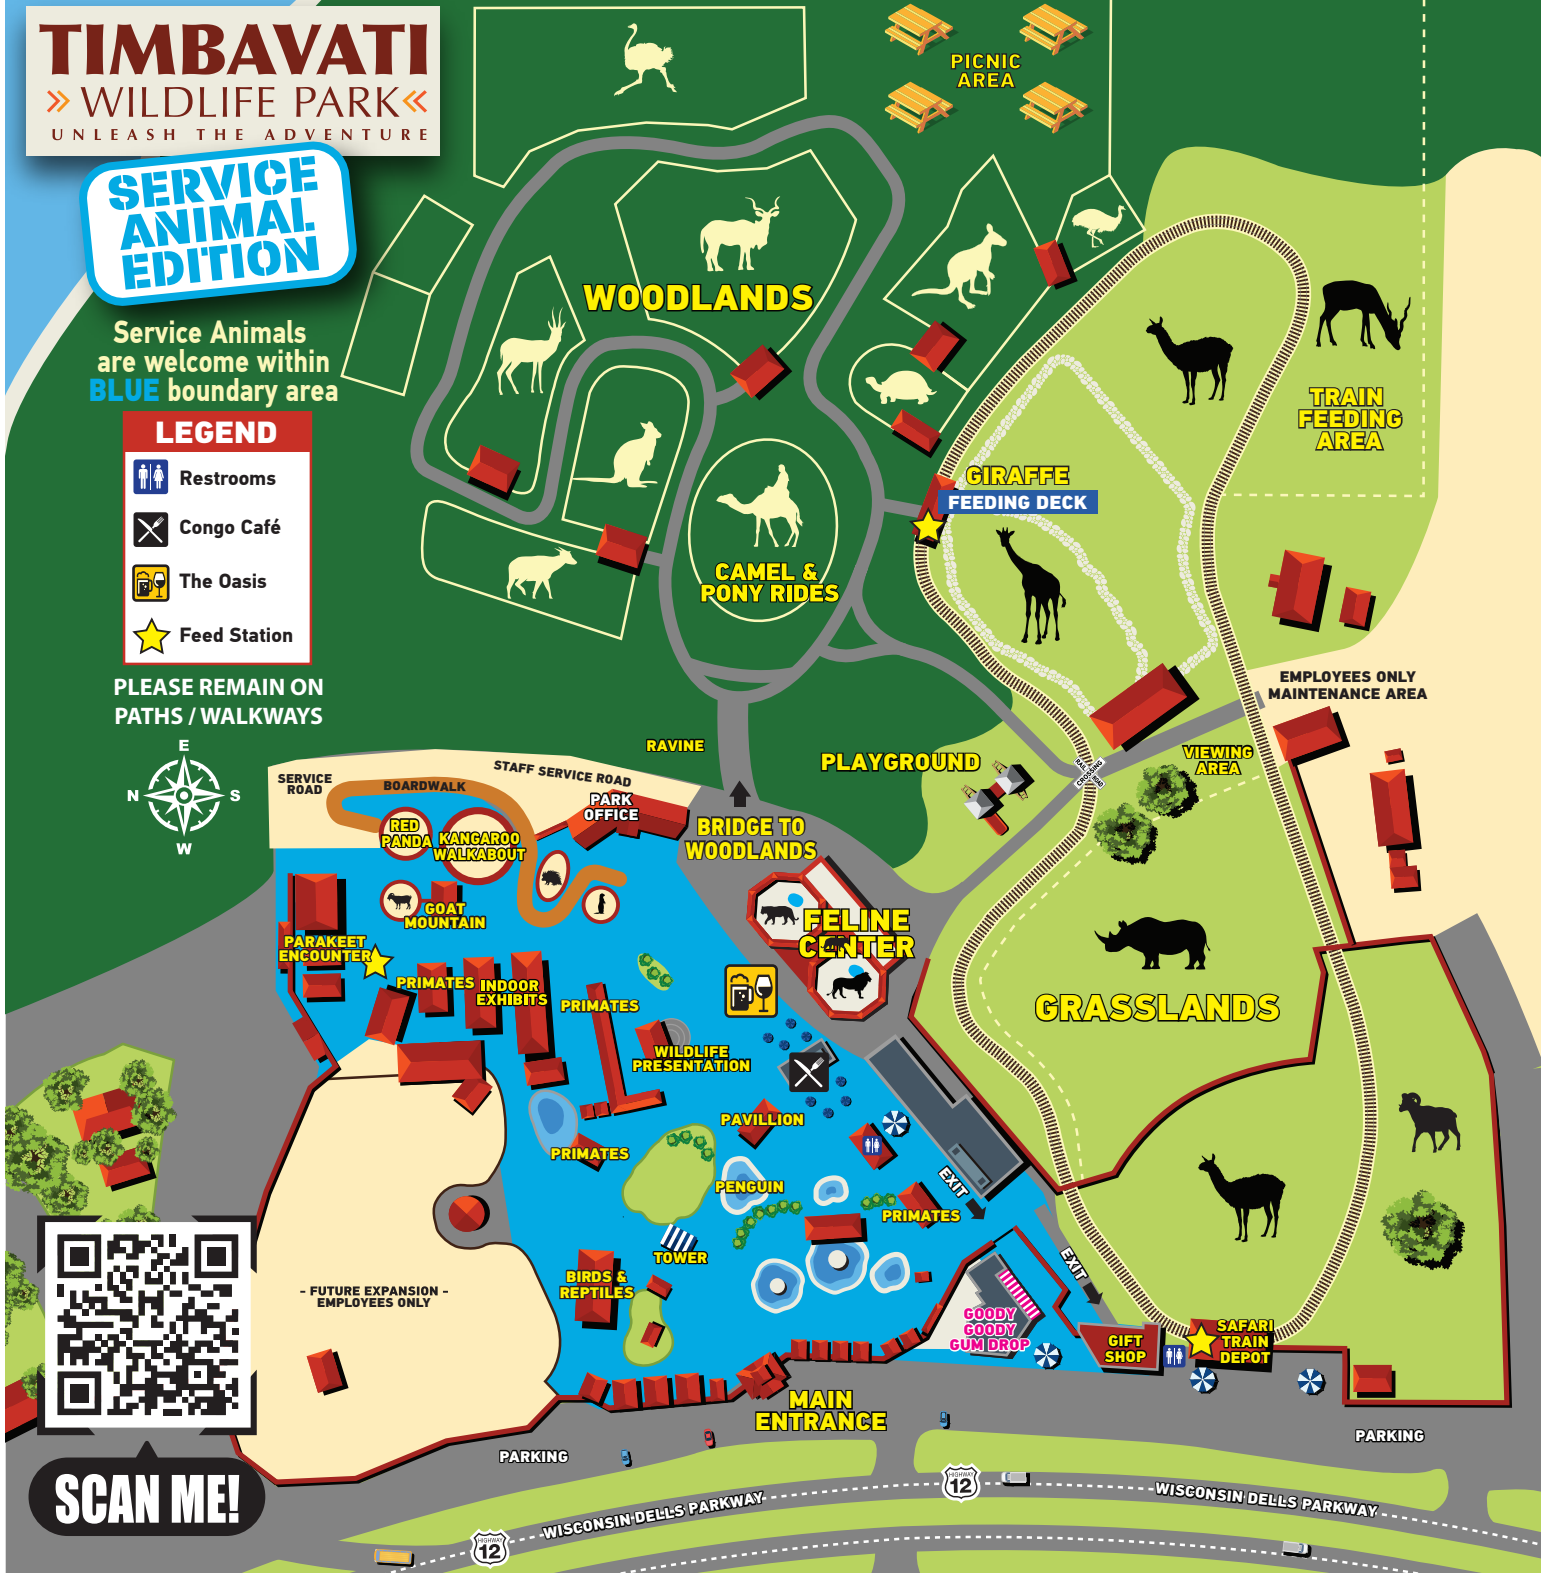 TIMBAVATI
WILDLIFE PARK
UNLEASH THE ADVENTURE
SERVICE
ANIMAL
EDITION
Service Animals
are welcome within
BLUE boundary area
LEGEND
Restrooms
Congo Café
The Oasis
Feed Station
PLEASE REMAIN ON
PATHS / WALKWAYS
E
N
S
W
PICNIC
AREA
WOODLANDS
CAMEL &
PONY RIDES
GIRAFFE
FEEDING DECK
TRAIN
FEEDING
AREA
EMPLOYEES ONLY
MAINTENANCE AREA
VIEWING
AREA
RAILROAD
CROSSING
PLAYGROUND
RAVINE
BRIDGE TO
WOODLANDS
SERVICE
ROAD
BOARDWALK
STAFF SERVICE ROAD
PARK
OFFICE
RED
PANDA
KANGAROO
WALKABOUT
GOAT
MOUNTAIN
PARAKEET
ENCOUNTER
PRIMATES
INDOOR
EXHIBITS
PRIMATES
FELINE
CENTER
WILDLIFE
PRESENTATION
GRASSLANDS
PAVILLION
PRIMATES
PENGUIN
EXIT
PRIMATES
TOWER
BIRDS &
REPTILES
EXIT
GOODY
GOODY
GUM DROP
GIFT
SHOP
SAFARI
TRAIN
DEPOT
- FUTURE EXPANSION -
EMPLOYEES ONLY
MAIN
ENTRANCE
PARKING
PARKING
SCAN ME!
HIGHWAY
12
WISCONSIN DELLS PARKWAY
HIGHWAY
12
WISCONSIN DELLS PARKWAY